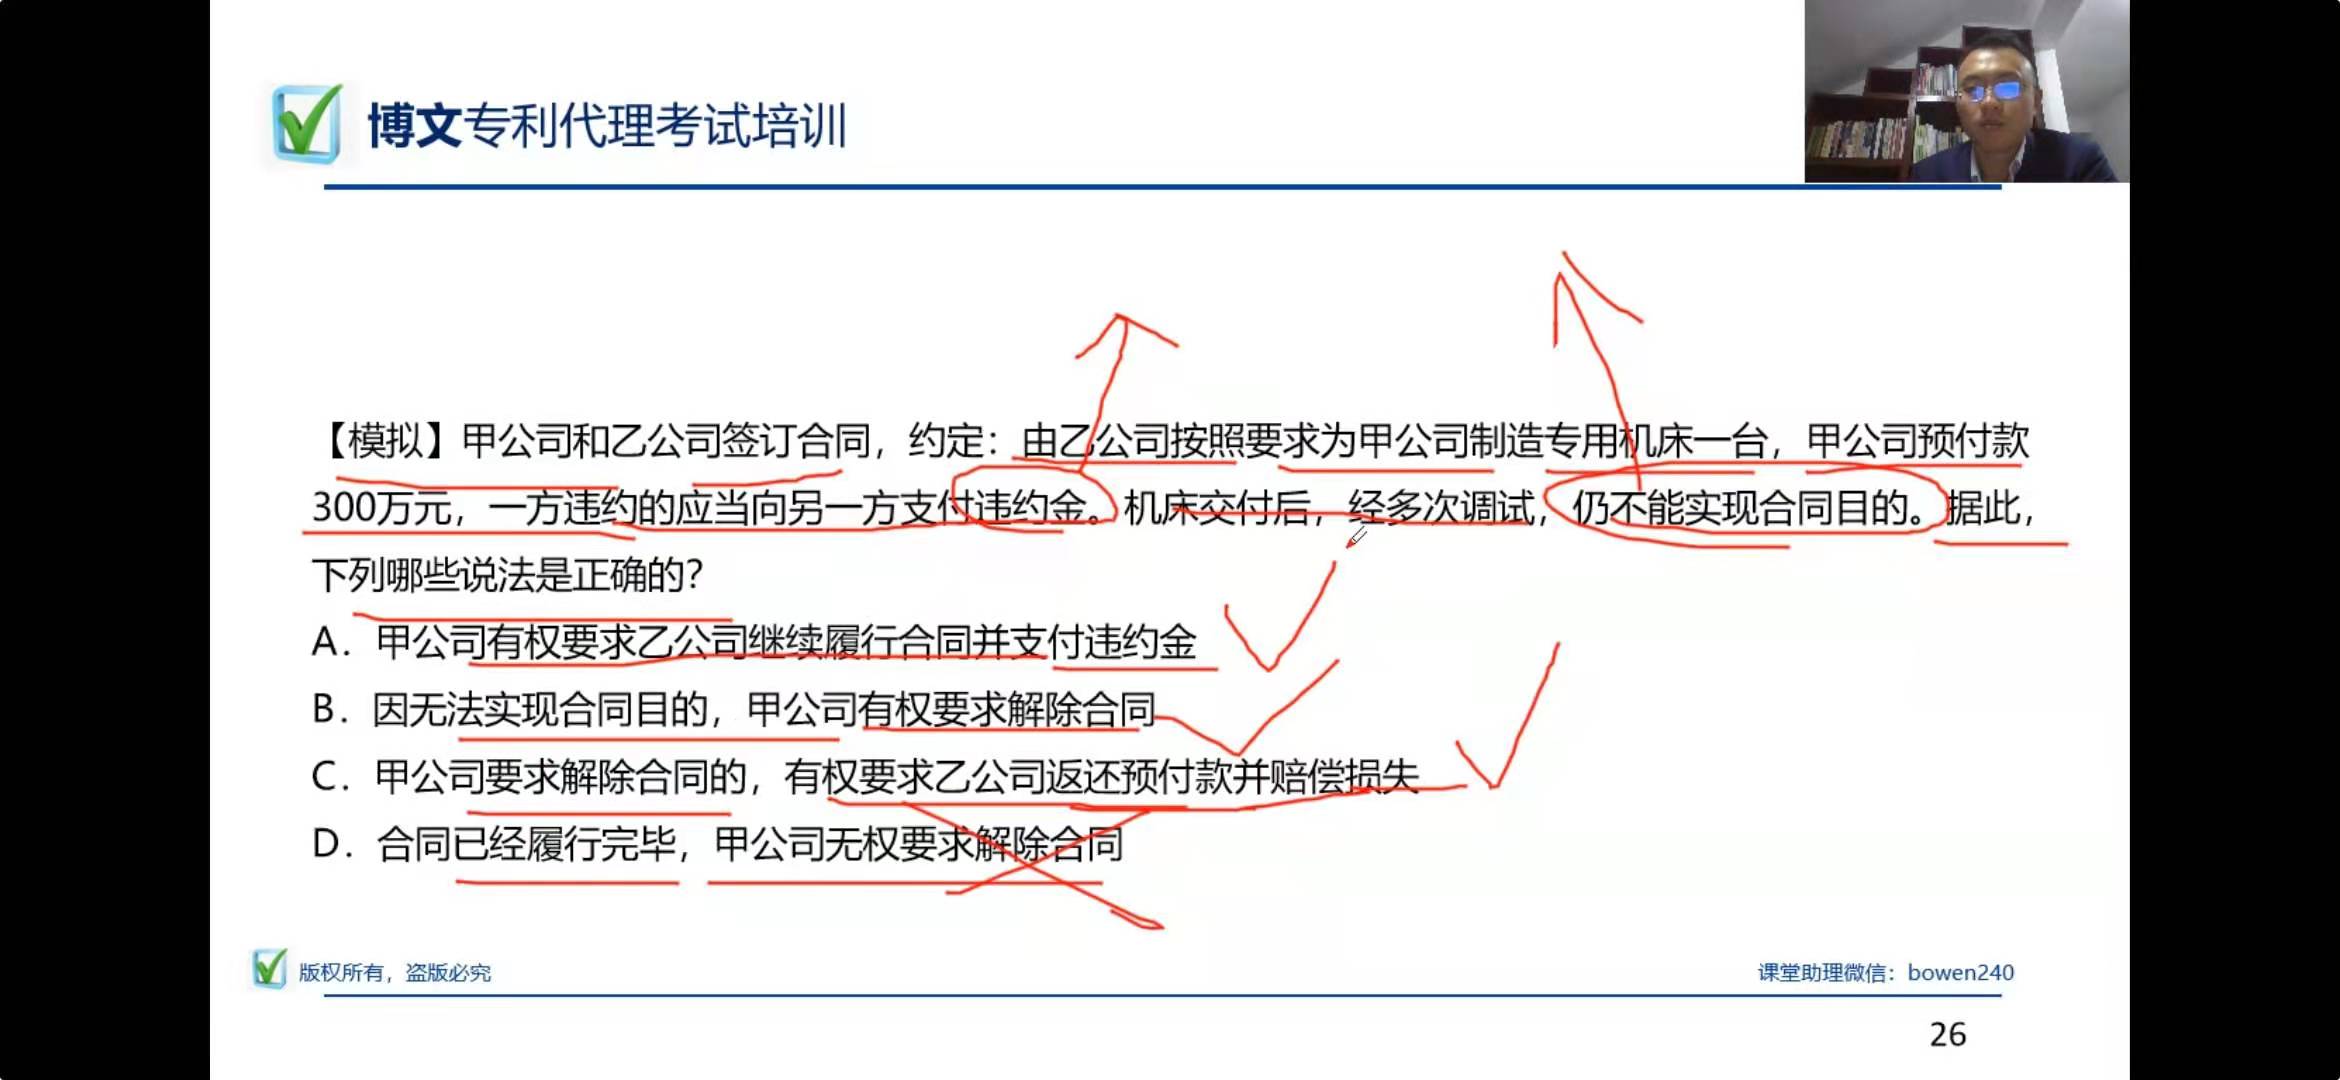 博文专利代理考试培训
【模拟】甲公司和乙公司签订合同，约定：由乙公司按照要求为甲公司制造专用机床一台，甲公司预付款
300万元，一方违约的应当向另一方支付违约金。机床交付后，经多次调试，仍不能实现合同目的。据此，
下列哪些说法是正确的？
A．甲公司有权要求乙公司继续履行合同并支付违约金
B．因无法实现合同目的，甲公司有权要求解除合同
C．甲公司要求解除合同的，有权要求乙公司返还预付款并赔偿损失
D．合同已经履行完毕，甲公司无权要求解除合同
版权所有，盗版必究
课堂助理微信：bowen240
26